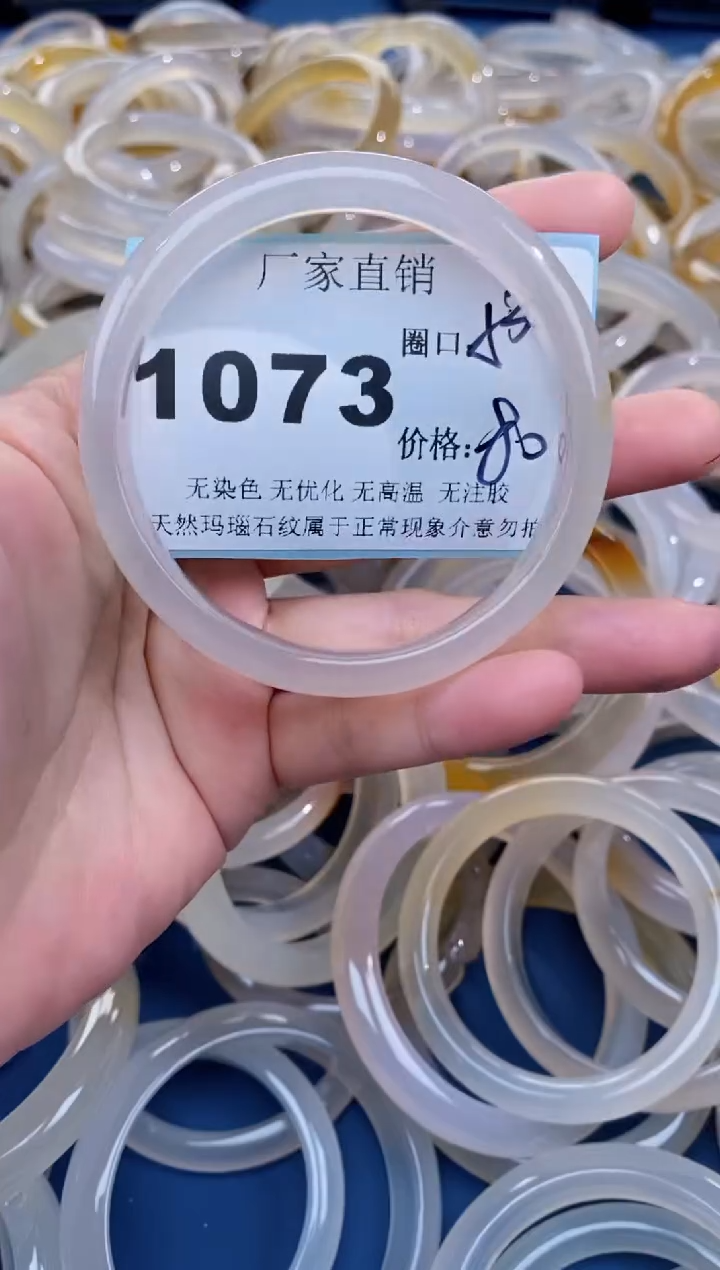 厂家直销
圈口
1073
价格:
无染色 无优化 无高温 无注胶
天然玛瑙石纹属于正常现象介意勿拍